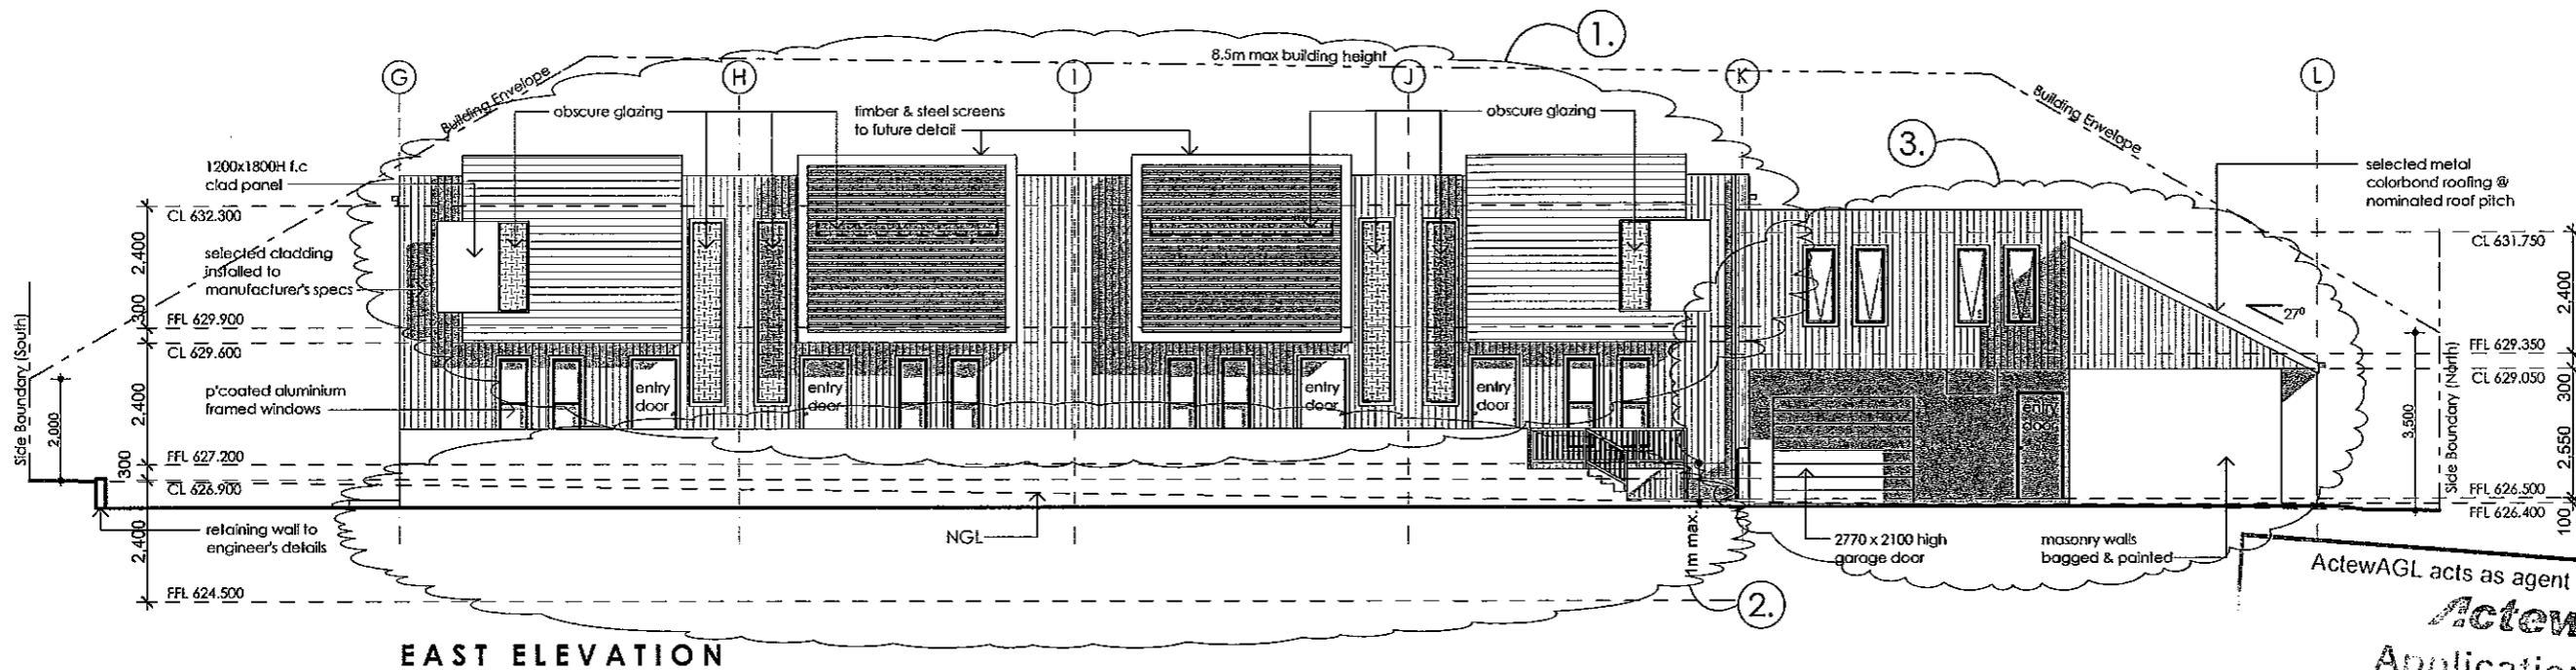 1.
8.5m max building height
G
H
I
J
K
L
Building Envelope
Building Envelope
obscure glazing
timber & steel screens
to future detail
obscure glazing
3.
1200x1800H f.c
clad panel
selected metal
colorbond roofing @
nominated roof pitch
CL 632.300
CL 631.750
2,400
selected cladding
installed to
manufacturer's specs
2,400
27°
300
FFL 629.900
FFL 629.350
CL 629.600
CL 629.050
300
Side Boundary (South)
Side Boundary (North)
2,000
3,500
2,400
p'coated aluminium
framed windows
entry
door
entry
door
entry
door
entry
door
entry
door
2,550
FFL 627.200
300
CL 626.900
FFL 626.500
FFL 626.400
100
retaining wall to
engineer's details
2,400
NGL
1m max.
2770 x 2100 high
garage door
masonry walls
bagged & painted
FFL 624.500
2.
EAST ELEVATION
ActewAGL acts as agent
Actew
Application